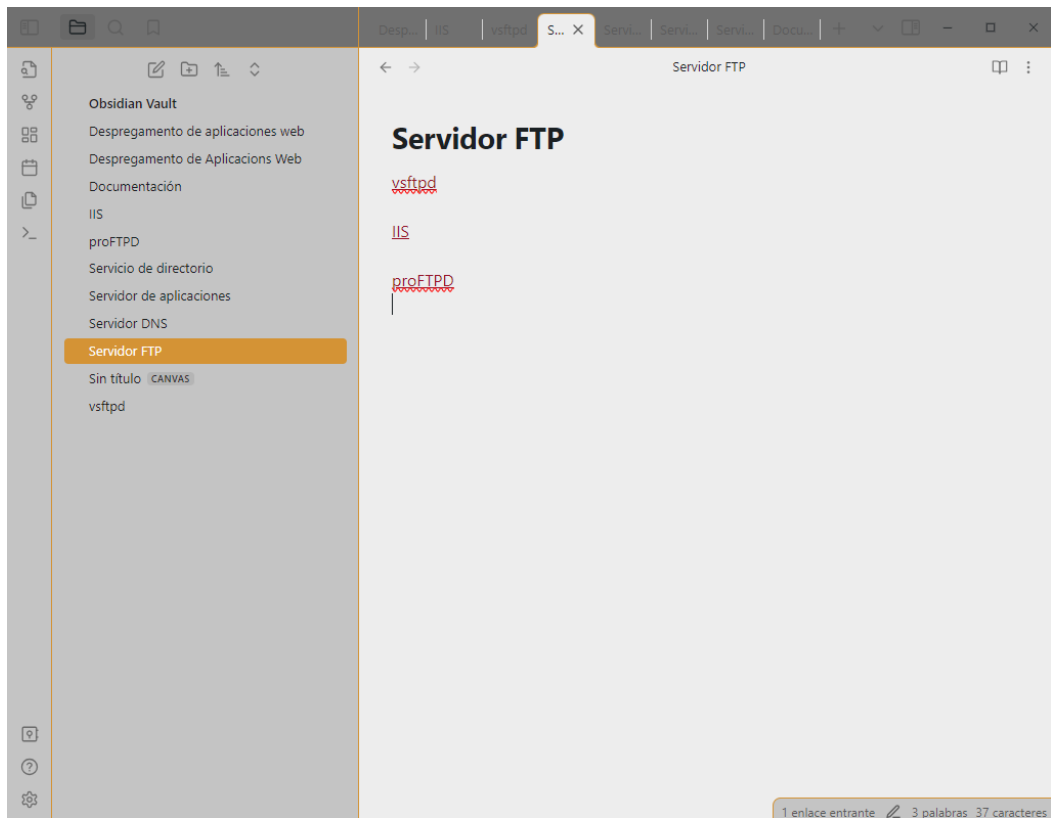 Desp... IIS vsftpd S... Servi... Servi... Servi... Docu...
Servidor FTP
Obsidian Vault
Despregamento de aplicaciones web
Despregamento de Aplicacions Web
Documentación
IIS
proFTPD
Servicio de directorio
Servidor de aplicaciones
Servidor DNS
Servidor FTP
Sin título CANVAS
vsftpd
Servidor FTP
vsftpd
IIS
proFTPD
1 enlace entrante 3 palabras 37 caracteres